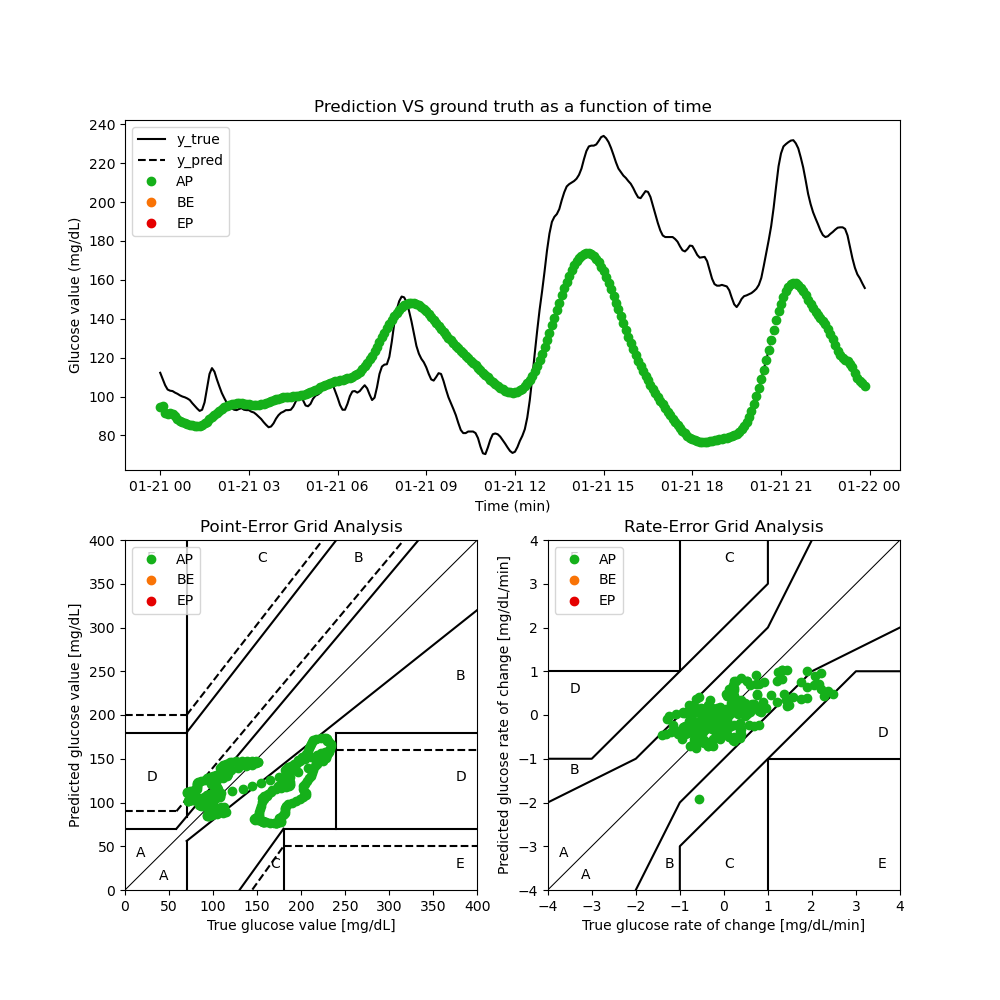 Prediction VS ground truth as a function of time
Glucose value (mg/dL)
240
220
200
180
160
140
120
100
80
y_true
y_pred
AP
BE
EP
01-21 00 01-21 03 01-21 06 01-21 09 01-21 12 01-21 15 01-21 18 01-21 21 01-22 00
Time (min)
Point-Error Grid Analysis
Predicted glucose value [mg/dL]
400
350
300
250
200
150
100
50
0
AP
BE
EP
C B
B
D D
A
A
C E
0 50 100 150 200 250 300 350 400
True glucose value [mg/dL]
Rate-Error Grid Analysis
Predicted glucose rate of change [mg/dL/min]
4
3
2
1
0
−1
−2
−3
−4
AP
BE
EP
C
D
D
B
A
A
B C E
−4 −3 −2 −1 0 1 2 3 4
True glucose rate of change [mg/dL/min]